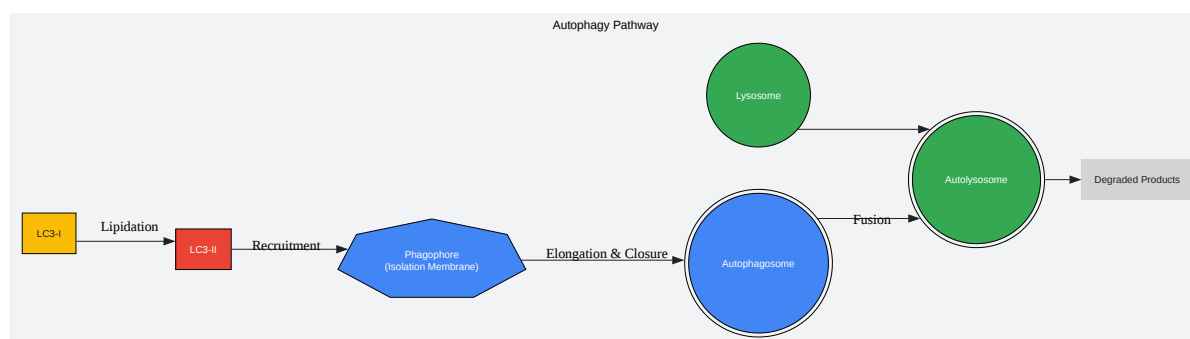 Autophagy Pathway
Lysosome
Autolysosome
Degraded Products
LC3-I
Lipidation
LC3-II
Recruitment
Phagophore
(Isolation Membrane)
Elongation & Closure
Autophagosome
Fusion